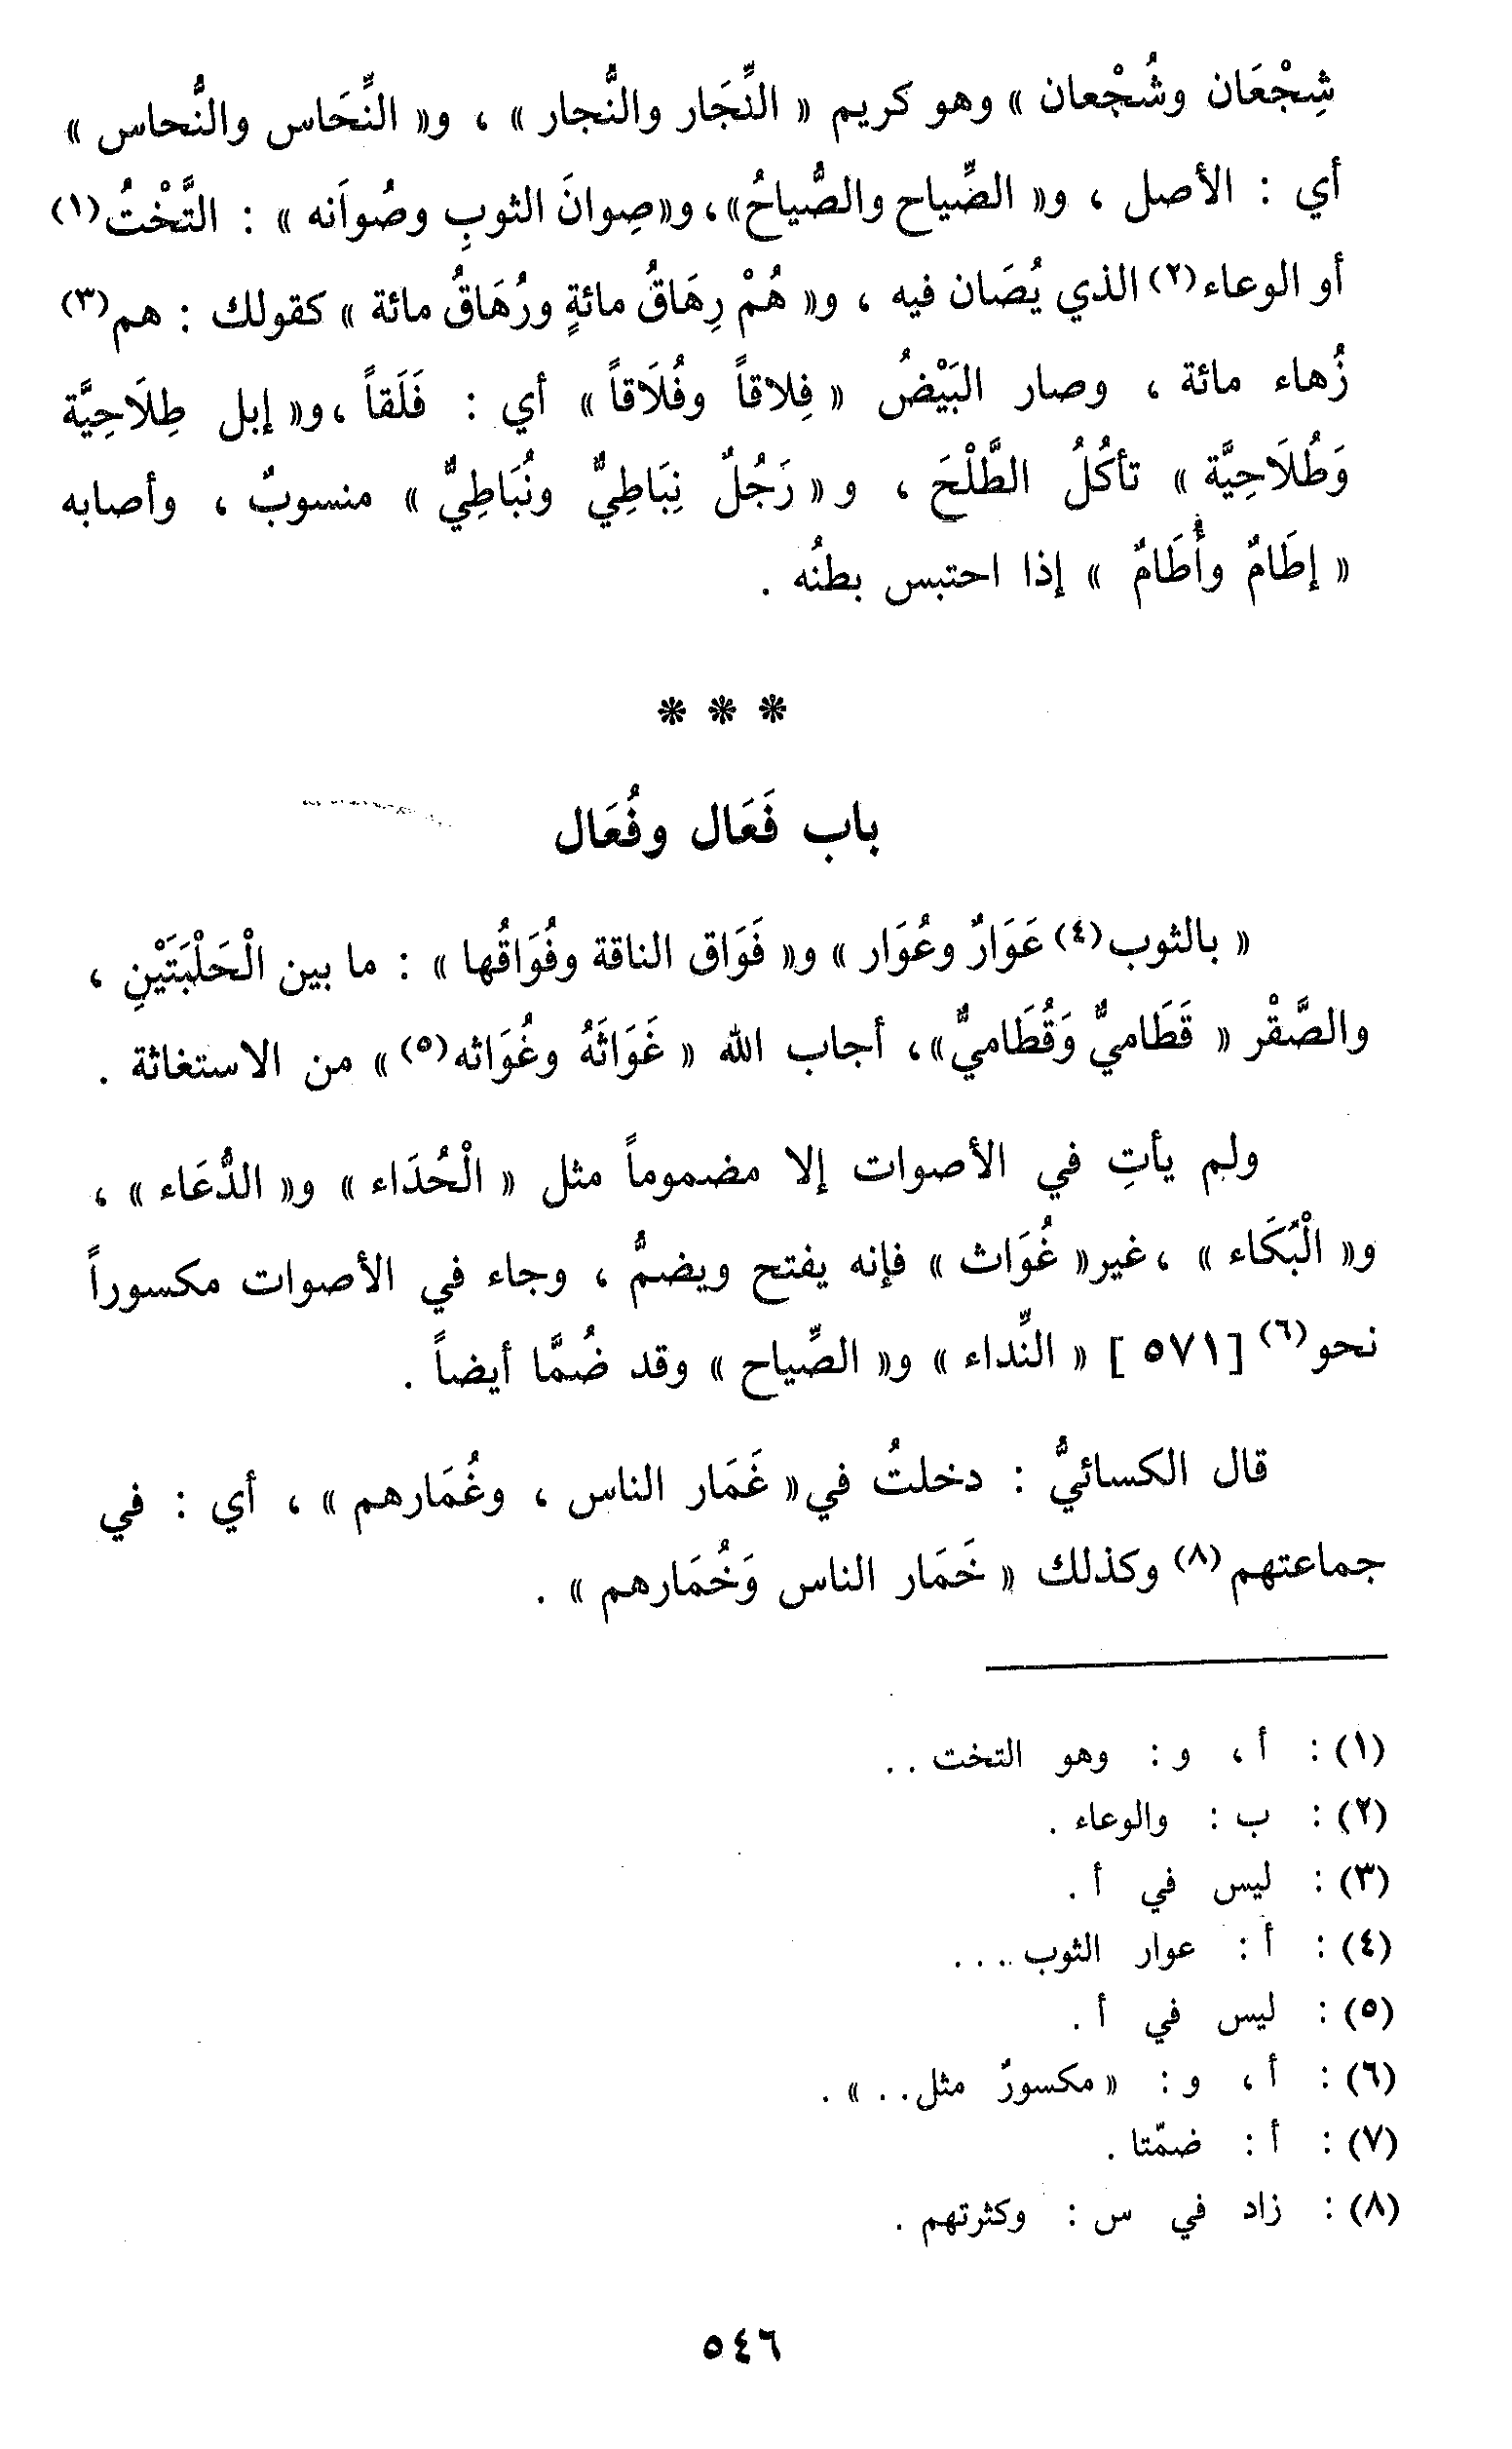 شِجْعَان وشُجْعان » وهو كريم « النِّجَار والنُّجار » ، و« النِّحَاس والنُّحاس »
أي : الأصل ، و« الضِّياح والضُّياحُ»، و«صِوانَ الثوبِ وصُواَنه » : التَّخْتُ(١)
أو الوعاء(٢) الذي يُصَان فيه ، و« هُمْ رِهَاقُ مائةٍ ورُهَاقُ مائة » كقولك : هم(٣)
زُهاء مائة ، وصار البَيْضُ « فِلاقاً وفُلَاقاً » أي : فَلَقاً ،و« إبل طِلَاحِيَّة
وَطُلَاحِيَّة » تأكُلُ الطَّلْحَ ، و « رَجُلٌ نِبَاطِيٌّ ونُبَاطِيٌّ » منسوبٌ ، وأصابه
« إطَامٌ وأُطَامٌ » إذا احتبس بطنُه .
* * *
باب فَعَال وفُعَال
« بالثوب(٤) عَوَارٌ وعُوَار » و« فَوَاق الناقة وفُوَاقُها » : ما بين الْحَلْبَتَيْنِ ،
والصَّقْر « قَطَاميٌّ وَقُطَاميٌّ»، أجاب الله « غَوَاثَهُ وغُوَاثه(٥) » من الاستغاثة .
ولم يأتِ في الأصوات إلا مضموماً مثل « الْحُدَاء » و« الدُّعَاء » ،
و« الْبُكَاء » ،غير« غُوَاث » فإنه يفتح ويضمُّ ، وجاء في الأصوات مكسوراً
نحو(٦) [٥٧١ ] « النِّداء » و« الصِّياح » وقد ضُمَّا أيضاً .
قال الكسائيُّ : دخلتُ في« غَمَار الناس ، وغُمَارهم » ، أي : في
جماعتهم(٨) وكذلك « خَمَار الناس وَخُمَارهم » .
(١) : أ ، و : وهو التخت . .
(٢) : ب : والوعاء .
(٣) : ليس في أ .
(٤) : أ : عوار الثوب . . .
(٥) : ليس في أ .
(٦) : أ ، و : « مكسورٌ مثل . . » .
(٧) : أ : ضمّتا .
(٨) : زاد في س : وكثرتهم .
٥٤٦